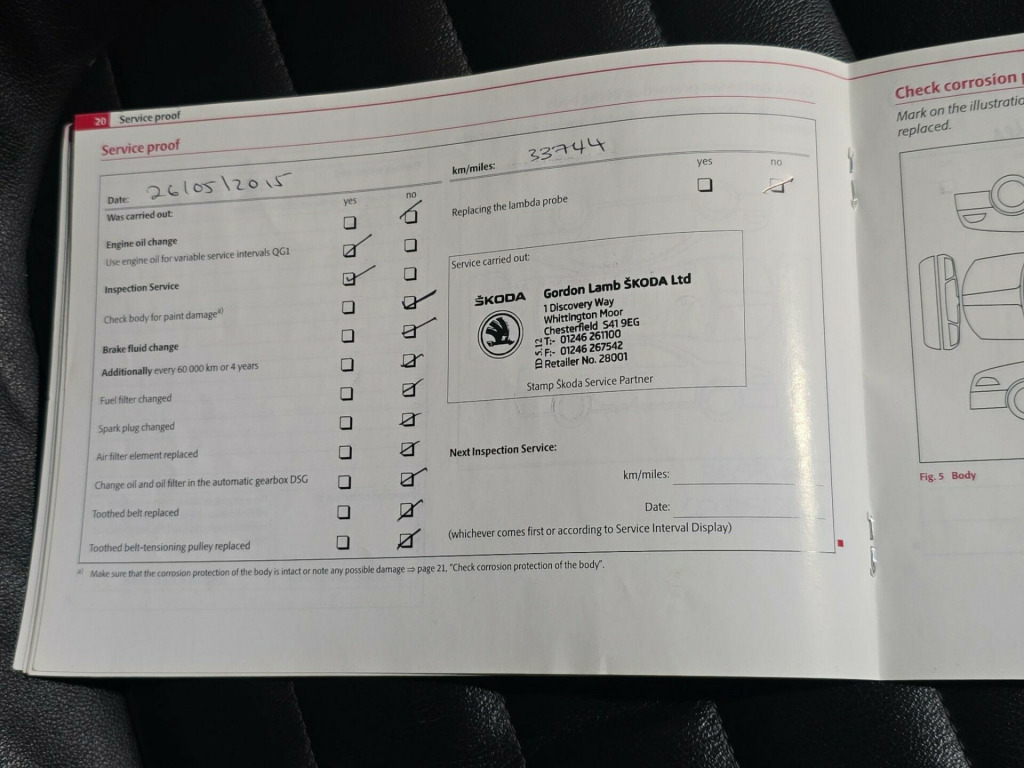 20 Service proof
Service proof
Date: 26/05/2015
yes no
Was carried out:
Engine oil change
Use engine oil for variable service intervals QG1
Inspection Service
Check body for paint damage a)
Brake fluid change
Additionally every 60 000 km or 4 years
Fuel filter changed
Spark plug changed
Air filter element replaced
Change oil and oil filter in the automatic gearbox DSG
Toothed belt replaced
Toothed belt-tensioning pulley replaced
km/miles: 33744
yes no
Replacing the lambda probe
Service carried out:
ŠKODA
Gordon Lamb ŠKODA Ltd
1 Discovery Way
Whittington Moor
Chesterfield S41 9EG
T:- 01246 261100
F:- 01246 267542
Retailer No. 28001
ID 5.12
Stamp Škoda Service Partner
Next Inspection Service:
km/miles:
Date:
(whichever comes first or according to Service Interval Display)
a) Make sure that the corrosion protection of the body is intact or note any possible damage ⇒ page 21, "Check corrosion protection of the body".
Check corrosion
Mark on the illustratio
replaced.
Fig. 5 Body